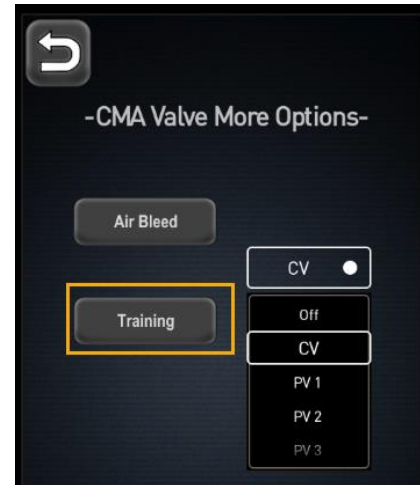 -CMA Valve More Options-
Air Bleed
CV
Training
Off
CV
PV 1
PV 2
PV 3